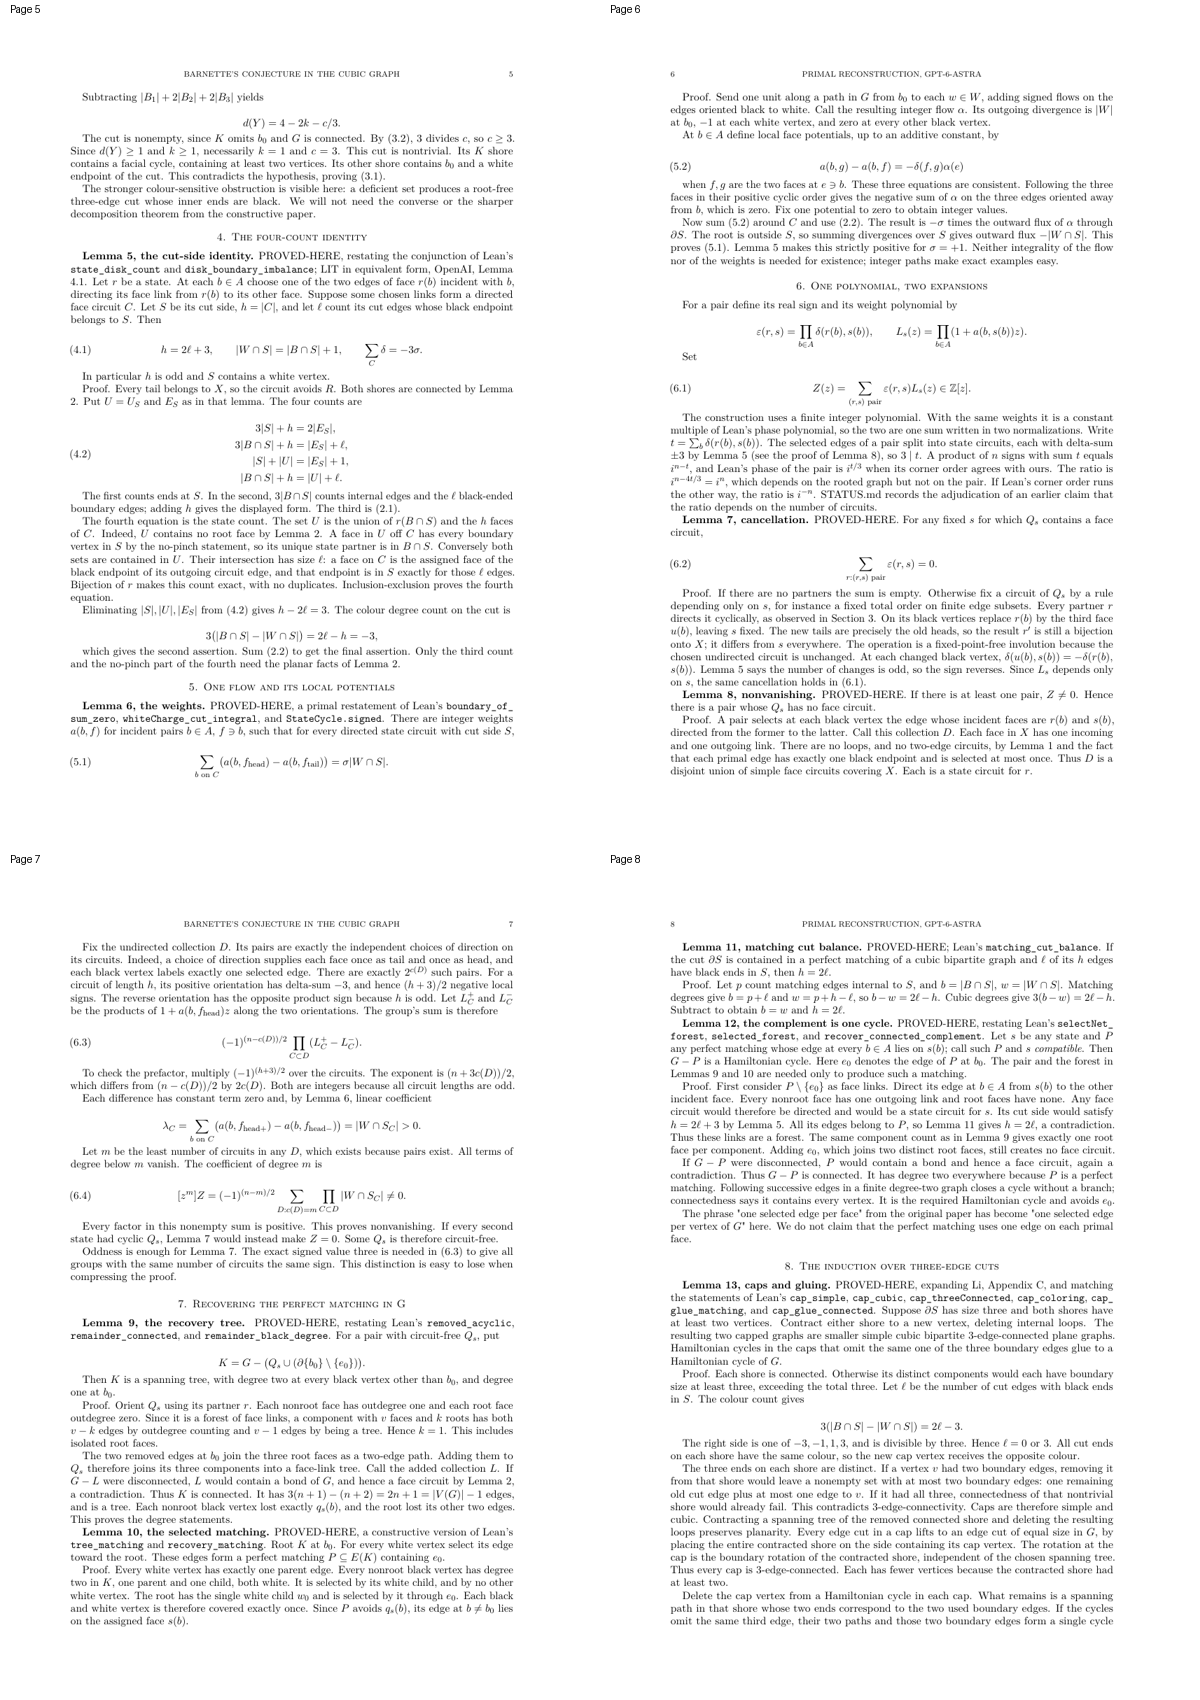 Page 5
BARNETTE'S CONJECTURE IN THE CUBIC GRAPH 5
Subtracting |B₁| + 2|B₂| + 2|B₃| yields
d(Y) = 4 − 2k − c/3.
The cut is nonempty, since K omits b₀ and G is connected. By (3.2), 3 divides c, so c ≥ 3.
Since d(Y) ≥ 1 and k ≥ 1, necessarily k = 1 and c = 3. This cut is nontrivial. Its K shore
contains a facial cycle, containing at least two vertices. Its other shore contains b₀ and a white
endpoint of the cut. This contradicts the hypothesis, proving (3.1).
The stronger colour-sensitive obstruction is visible here: a deficient set produces a root-free
three-edge cut whose inner ends are black. We will not need the converse or the sharper
decomposition theorem from the constructive paper.
4. THE FOUR-COUNT IDENTITY
Lemma 5, the cut-side identity. PROVED-HERE, restating the conjunction of Lean's
state_disk_count and disk_boundary_imbalance; LIT in equivalent form, OpenAI, Lemma
4.1. Let r be a state. At each b ∈ A choose one of the two edges of face r(b) incident with b,
directing its face link from r(b) to its other face. Suppose some chosen links form a directed
face circuit C. Let S be its cut side, h = |C|, and let ℓ count its cut edges whose black endpoint
belongs to S. Then
(4.1) h = 2ℓ + 3, |W ∩ S| = |B ∩ S| + 1, ∑_C δ = −3σ.
In particular h is odd and S contains a white vertex.
Proof. Every tail belongs to X, so the circuit avoids R. Both shores are connected by Lemma
2. Put U = U_S and E_S as in that lemma. The four counts are
3|S| + h = 2|E_S|,
3|B ∩ S| + h = |E_S| + ℓ,
(4.2)
|S| + |U| = |E_S| + 1,
|B ∩ S| + h = |U| + ℓ.
The first counts ends at S. In the second, 3|B ∩ S| counts internal edges and the ℓ black-ended
boundary edges; adding h gives the displayed form. The third is (2.1).
The fourth equation is the state count. The set U is the union of r(B ∩ S) and the h faces
of C. Indeed, U contains no root face by Lemma 2. A face in U off C has every boundary
vertex in S by the no-pinch statement, so its unique state partner is in B ∩ S. Conversely both
sets are contained in U. Their intersection has size ℓ: a face on C is the assigned face of the
black endpoint of its outgoing circuit edge, and that endpoint is in S exactly for those ℓ edges.
Bijection of r makes this count exact, with no duplicates. Inclusion-exclusion proves the fourth
equation.
Eliminating |S|, |U|, |E_S| from (4.2) gives h − 2ℓ = 3. The colour degree count on the cut is
3(|B ∩ S| − |W ∩ S|) = 2ℓ − h = −3,
which gives the second assertion. Sum (2.2) to get the final assertion. Only the third count
and the no-pinch part of the fourth need the planar facts of Lemma 2.
5. ONE FLOW AND ITS LOCAL POTENTIALS
Lemma 6, the weights. PROVED-HERE, a primal restatement of Lean's boundary_of_
sum_zero, whiteCharge_cut_integral, and StateCycle.signed. There are integer weights
a(b, f) for incident pairs b ∈ A, f ∋ b, such that for every directed state circuit with cut side S,
(5.1) ∑_{b on C} (a(b, f_head) − a(b, f_tail)) = σ|W ∩ S|.
Page 6
6 PRIMAL RECONSTRUCTION, GPT-6-ASTRA
Proof. Send one unit along a path in G from b₀ to each w ∈ W, adding signed flows on the
edges oriented black to white. Call the resulting integer flow α. Its outgoing divergence is |W|
at b₀, −1 at each white vertex, and zero at every other black vertex.
At b ∈ A define local face potentials, up to an additive constant, by
(5.2) a(b, g) − a(b, f) = −δ(f, g)α(e)
when f, g are the two faces at e ∋ b. These three equations are consistent. Following the three
faces in their positive cyclic order gives the negative sum of α on the three edges oriented away
from b, which is zero. Fix one potential to zero to obtain integer values.
Now sum (5.2) around C and use (2.2). The result is −σ times the outward flux of α through
∂S. The root is outside S, so summing divergences over S gives outward flux −|W ∩ S|. This
proves (5.1). Lemma 5 makes this strictly positive for σ = +1. Neither integrality of the flow
nor of the weights is needed for existence; integer paths make exact examples easy.
6. ONE POLYNOMIAL, TWO EXPANSIONS
For a pair define its real sign and its weight polynomial by
ε(r, s) = ∏_{b∈A} δ(r(b), s(b)), L_s(z) = ∏_{b∈A} (1 + a(b, s(b))z).
Set
(6.1) Z(z) = ∑_{(r,s) pair} ε(r, s)L_s(z) ∈ ℤ[z].
The construction uses a finite integer polynomial. With the same weights it is a constant
multiple of Lean's phase polynomial, so the two are one sum written in two normalizations. Write
t = ∑_b δ(r(b), s(b)). The selected edges of a pair split into state circuits, each with delta-sum
±3 by Lemma 5 (see the proof of Lemma 8), so 3 | t. A product of n signs with sum t equals
i^{n−t}, and Lean's phase of the pair is i^{t/3} when its corner order agrees with ours. The ratio is
i^{n−4t/3} = i^n, which depends on the rooted graph but not on the pair. If Lean's corner order runs
the other way, the ratio is i^{−n}. STATUS.md records the adjudication of an earlier claim that
the ratio depends on the number of circuits.
Lemma 7, cancellation. PROVED-HERE. For any fixed s for which Q_s contains a face
circuit,
(6.2) ∑_{r:(r,s) pair} ε(r, s) = 0.
Proof. If there are no partners the sum is empty. Otherwise fix a circuit of Q_s by a rule
depending only on s, for instance a fixed total order on finite edge subsets. Every partner r
directs it cyclically, as observed in Section 3. On its black vertices replace r(b) by the third face
u(b), leaving s fixed. The new tails are precisely the old heads, so the result r′ is still a bijection
onto X; it differs from s everywhere. The operation is a fixed-point-free involution because the
chosen undirected circuit is unchanged. At each changed black vertex, δ(u(b), s(b)) = −δ(r(b),
s(b)). Lemma 5 says the number of changes is odd, so the sign reverses. Since L_s depends only
on s, the same cancellation holds in (6.1).
Lemma 8, nonvanishing. PROVED-HERE. If there is at least one pair, Z ≠ 0. Hence
there is a pair whose Q_s has no face circuit.
Proof. A pair selects at each black vertex the edge whose incident faces are r(b) and s(b),
directed from the former to the latter. Call this collection D. Each face in X has one incoming
and one outgoing link. There are no loops, and no two-edge circuits, by Lemma 1 and the fact
that each primal edge has exactly one black endpoint and is selected at most once. Thus D is a
disjoint union of simple face circuits covering X. Each is a state circuit for r.
Page 7
BARNETTE'S CONJECTURE IN THE CUBIC GRAPH 7
Fix the undirected collection D. Its pairs are exactly the independent choices of direction on
its circuits. Indeed, a choice of direction supplies each face once as tail and once as head, and
each black vertex labels exactly one selected edge. There are exactly 2^{c(D)} such pairs. For a
circuit of length h, its positive orientation has delta-sum −3, and hence (h + 3)/2 negative local
signs. The reverse orientation has the opposite product sign because h is odd. Let L_C^+ and L_C^−
be the products of 1 + a(b, f_head)z along the two orientations. The group's sum is therefore
(6.3) (−1)^{(n−c(D))/2} ∏_{C⊂D} (L_C^+ − L_C^−).
To check the prefactor, multiply (−1)^{(h+3)/2} over the circuits. The exponent is (n + 3c(D))/2,
which differs from (n − c(D))/2 by 2c(D). Both are integers because all circuit lengths are odd.
Each difference has constant term zero and, by Lemma 6, linear coefficient
λ_C = ∑_{b on C} (a(b, f_head+) − a(b, f_head−)) = |W ∩ S_C| > 0.
Let m be the least number of circuits in any D, which exists because pairs exist. All terms of
degree below m vanish. The coefficient of degree m is
(6.4) [z^m]Z = (−1)^{(n−m)/2} ∑_{D:c(D)=m} ∏_{C⊂D} |W ∩ S_C| ≠ 0.
Every factor in this nonempty sum is positive. This proves nonvanishing. If every second
state had cyclic Q_s, Lemma 7 would instead make Z = 0. Some Q_s is therefore circuit-free.
Oddness is enough for Lemma 7. The exact signed value three is needed in (6.3) to give all
groups with the same number of circuits the same sign. This distinction is easy to lose when
compressing the proof.
7. RECOVERING THE PERFECT MATCHING IN G
Lemma 9, the recovery tree. PROVED-HERE, restating Lean's removed_acyclic,
remainder_connected, and remainder_black_degree. For a pair with circuit-free Q_s, put
K = G − (Q_s ∪ (∂{b₀} \ {e₀})).
Then K is a spanning tree, with degree two at every black vertex other than b₀, and degree
one at b₀.
Proof. Orient Q_s using its partner r. Each nonroot face has outdegree one and each root face
outdegree zero. Since it is a forest of face links, a component with v faces and k roots has both
v − k edges by outdegree counting and v − 1 edges by being a tree. Hence k = 1. This includes
isolated root faces.
The two removed edges at b₀ join the three root faces as a two-edge path. Adding them to
Q_s therefore joins its three components into a face-link tree. Call the added collection L. If
G − L were disconnected, L would contain a bond of G, and hence a face circuit by Lemma 2,
a contradiction. Thus K is connected. It has 3(n + 1) − (n + 2) = 2n + 1 = |V(G)| − 1 edges,
and is a tree. Each nonroot black vertex lost exactly q_s(b), and the root lost its other two edges.
This proves the degree statements.
Lemma 10, the selected matching. PROVED-HERE, a constructive version of Lean's
tree_matching and recovery_matching. Root K at b₀. For every white vertex select its edge
toward the root. These edges form a perfect matching P ⊆ E(K) containing e₀.
Proof. Every white vertex has exactly one parent edge. Every nonroot black vertex has degree
two in K, one parent and one child, both white. It is selected by its white child, and by no other
white vertex. The root has the single white child w₀ and is selected by it through e₀. Each black
and white vertex is therefore covered exactly once. Since P avoids q_s(b), its edge at b ≠ b₀ lies
on the assigned face s(b).
Page 8
8 PRIMAL RECONSTRUCTION, GPT-6-ASTRA
Lemma 11, matching cut balance. PROVED-HERE; Lean's matching_cut_balance. If
the cut ∂S is contained in a perfect matching of a cubic bipartite graph and ℓ of its h edges
have black ends in S, then h = 2ℓ.
Proof. Let p count matching edges internal to S, and b = |B ∩ S|, w = |W ∩ S|. Matching
degrees give b = p + ℓ and w = p + h − ℓ, so b − w = 2ℓ − h. Cubic degrees give 3(b − w) = 2ℓ − h.
Subtract to obtain b = w and h = 2ℓ.
Lemma 12, the complement is one cycle. PROVED-HERE, restating Lean's selectNet_
forest, selected_forest, and recover_connected_complement. Let s be any state and P
any perfect matching whose edge at every b ∈ A lies on s(b); call such P and s compatible. Then
G − P is a Hamiltonian cycle. Here e₀ denotes the edge of P at b₀. The pair and the forest in
Lemmas 9 and 10 are needed only to produce such a matching.
Proof. First consider P \ {e₀} as face links. Direct its edge at b ∈ A from s(b) to the other
incident face. Every nonroot face has one outgoing link and root faces have none. Any face
circuit would therefore be directed and would be a state circuit for s. Its cut side would satisfy
h = 2ℓ + 3 by Lemma 5. All its edges belong to P, so Lemma 11 gives h = 2ℓ, a contradiction.
Thus these links are a forest. The same component count as in Lemma 9 gives exactly one root
face per component. Adding e₀, which joins two distinct root faces, still creates no face circuit.
If G − P were disconnected, P would contain a bond and hence a face circuit, again a
contradiction. Thus G − P is connected. It has degree two everywhere because P is a perfect
matching. Following successive edges in a finite degree-two graph closes a cycle without a branch;
connectedness says it contains every vertex. It is the required Hamiltonian cycle and avoids e₀.
The phrase "one selected edge per face" from the original paper has become "one selected edge
per vertex of G" here. We do not claim that the perfect matching uses one edge on each primal
face.
8. THE INDUCTION OVER THREE-EDGE CUTS
Lemma 13, caps and gluing. PROVED-HERE, expanding Li, Appendix C, and matching
the statements of Lean's cap_simple, cap_cubic, cap_threeConnected, cap_coloring, cap_
glue_matching, and cap_glue_connected. Suppose ∂S has size three and both shores have
at least two vertices. Contract either shore to a new vertex, deleting internal loops. The
resulting two capped graphs are smaller simple cubic bipartite 3-edge-connected plane graphs.
Hamiltonian cycles in the caps that omit the same one of the three boundary edges glue to a
Hamiltonian cycle of G.
Proof. Each shore is connected. Otherwise its distinct components would each have boundary
size at least three, exceeding the total three. Let ℓ be the number of cut edges with black ends
in S. The colour count gives
3(|B ∩ S| − |W ∩ S|) = 2ℓ − 3.
The right side is one of −3, −1, 1, 3, and is divisible by three. Hence ℓ = 0 or 3. All cut ends
on each shore have the same colour, so the new cap vertex receives the opposite colour.
The three ends on each shore are distinct. If a vertex v had two boundary edges, removing it
from that shore would leave a nonempty set with at most two boundary edges: one remaining
old cut edge plus at most one edge to v. If it had all three, connectedness of that nontrivial
shore would already fail. This contradicts 3-edge-connectivity. Caps are therefore simple and
cubic. Contracting a spanning tree of the removed connected shore and deleting the resulting
loops preserves planarity. Every edge cut in a cap lifts to an edge cut of equal size in G, by
placing the entire contracted shore on the side containing its cap vertex. The rotation at the
cap is the boundary rotation of the contracted shore, independent of the chosen spanning tree.
Thus every cap is 3-edge-connected. Each has fewer vertices because the contracted shore had
at least two.
Delete the cap vertex from a Hamiltonian cycle in each cap. What remains is a spanning
path in that shore whose two ends correspond to the two used boundary edges. If the cycles
omit the same third edge, their two paths and those two boundary edges form a single cycle